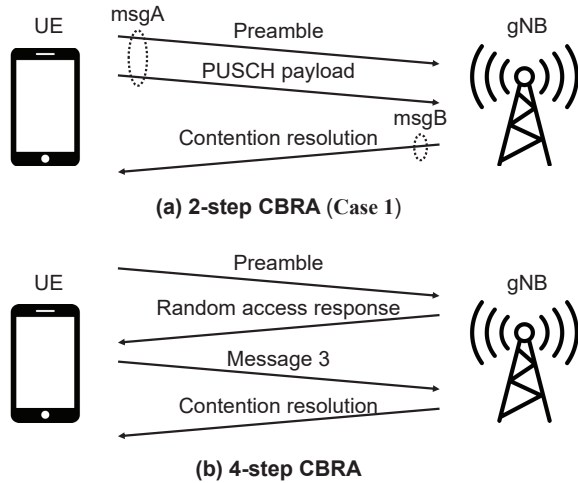 msgA
UE
Preamble
gNB
PUSCH payload
msgB
Contention resolution
(a) 2-step CBRA (Case 1)
UE
Preamble
gNB
Random access response
Message 3
Contention resolution
(b) 4-step CBRA